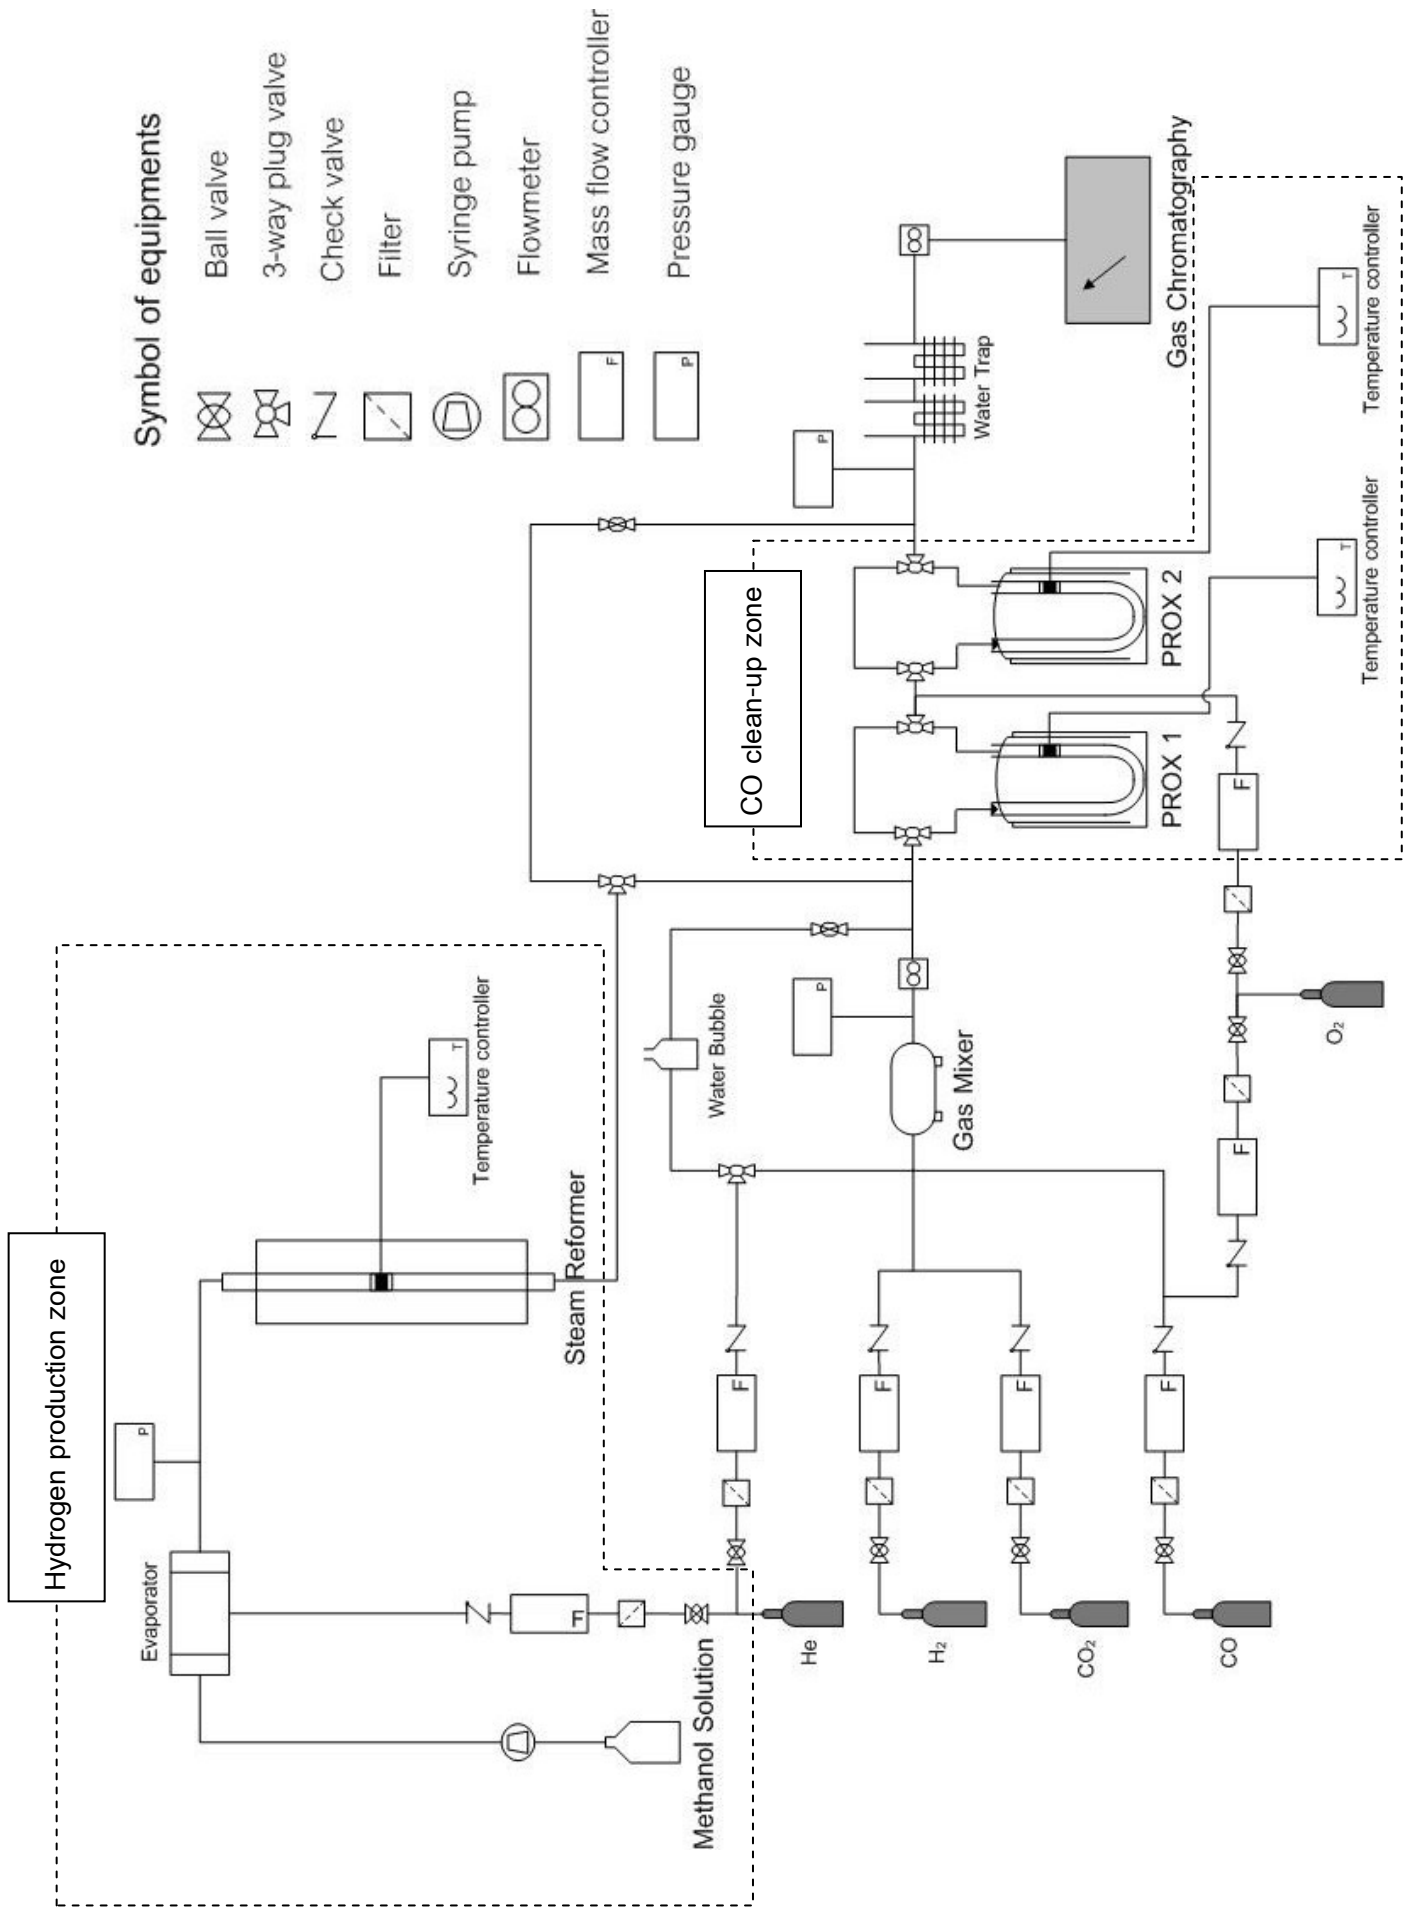 Hydrogen production zone
Evaporator
P
Steam Reformer
T
Temperature controller
F
Methanol Solution
He
H₂
CO₂
CO
F
F
F
F
Water Bubble
P
Gas Mixer
F
O₂
F
CO clean-up zone
PROX 1
PROX 2
T
Temperature controller
T
Temperature controller
P
Water Trap
Gas Chromatography
Symbol of equipments
Ball valve
3-way plug valve
Check valve
Filter
Syringe pump
Flowmeter
F
Mass flow controller
P
Pressure gauge